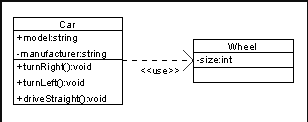 Car
+model:string
-manufacturer:string
+turnRight():void
+turnLeft():void
+driveStraight():void
<<use>>
Wheel
-size:int